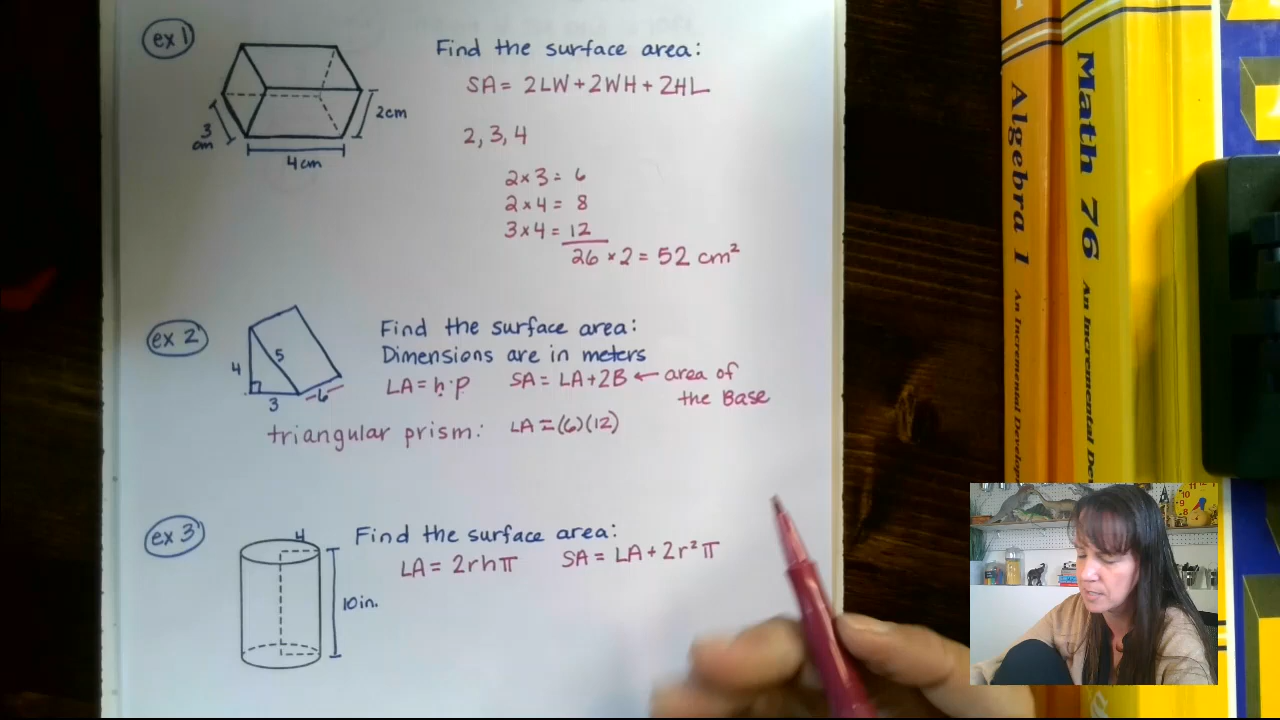 ex 1
Find the surface area:
SA = 2LW + 2WH + 2HL
2cm
3
cm
4cm
2, 3, 4
2 × 3 = 6
2 × 4 = 8
3 × 4 = 12
26 × 2 = 52 cm²
ex 2
Find the surface area:
Dimensions are in meters
4
5
3
6
LA = h · p
SA = LA + 2B ← area of
the Base
triangular prism:
LA = (6)(12)
ex 3
Find the surface area:
4
10in.
LA = 2rhπ
SA = LA + 2r²π
Algebra 1
An Incremental Develop
Math 76
An Incremental De